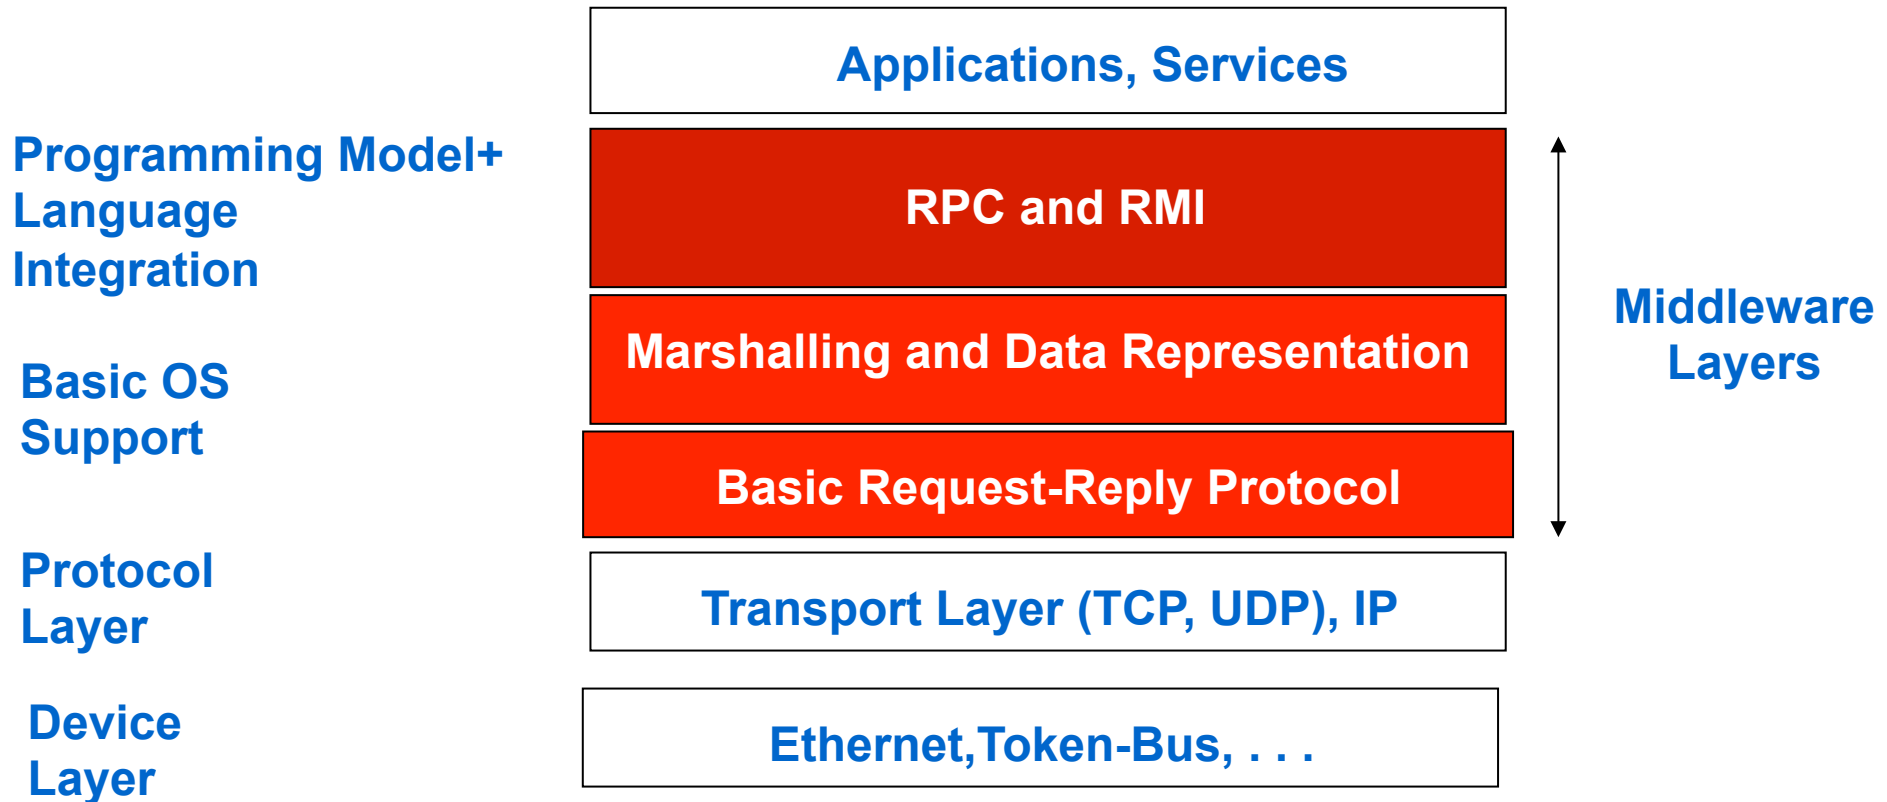 Applications, Services
Programming Model+
Language
Integration
RPC and RMI
Marshalling and Data Representation
Middleware
Layers
Basic OS
Support
Basic Request-Reply Protocol
Protocol
Layer
Transport Layer (TCP, UDP), IP
Device
Layer
Ethernet,Token-Bus, . . .